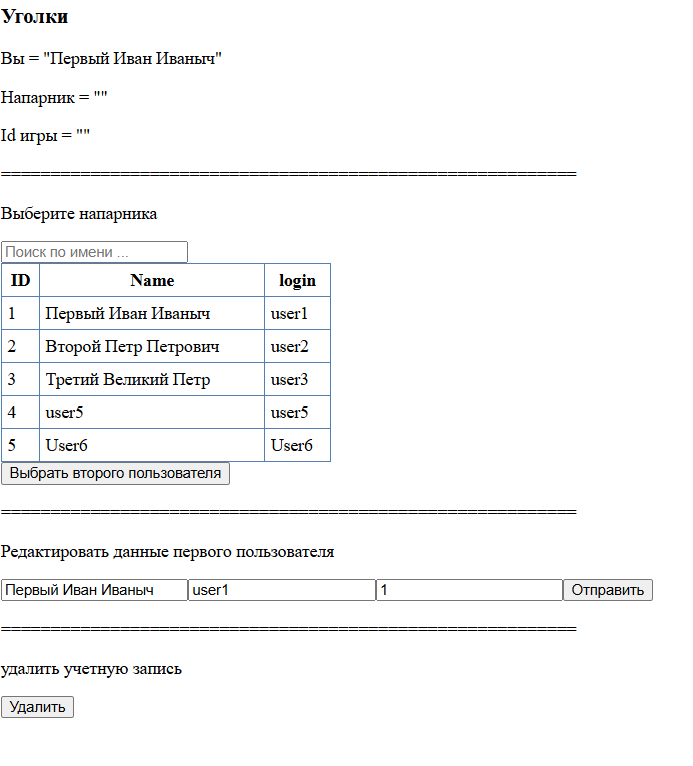 Уголки
Вы = "Первый Иван Иваныч"
Напарник = ""
Id игры = ""
==========================================================
Выберите напарника
Поиск по имени ...
ID Name login
1 Первый Иван Иваныч user1
2 Второй Петр Петрович user2
3 Третий Великий Петр user3
4 user5 user5
5 User6 User6
Выбрать второго пользователя
==========================================================
Редактировать данные первого пользователя
Первый Иван Иваныч user1 1 Отправить
==========================================================
удалить учетную запись
Удалить